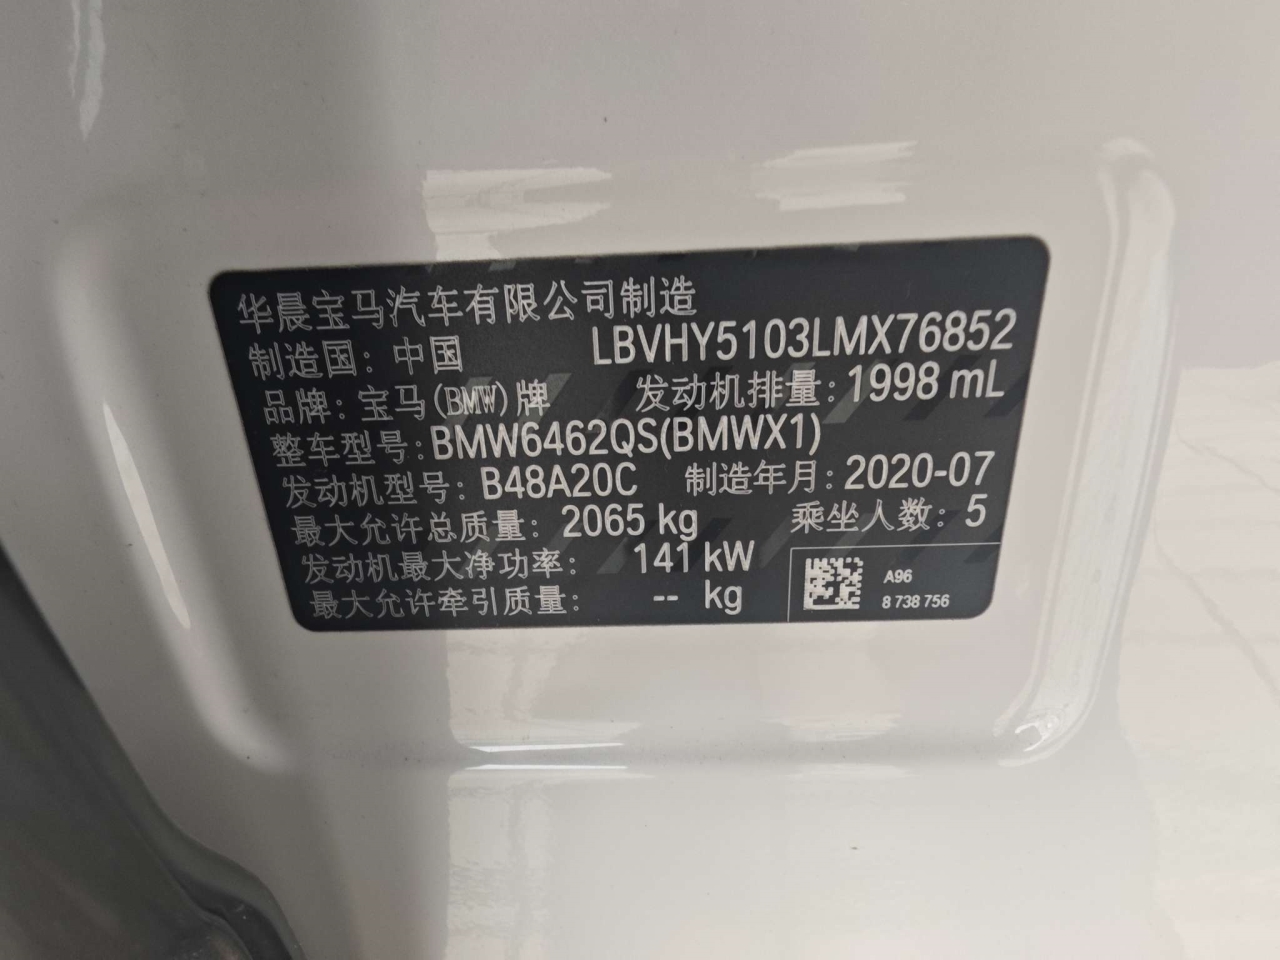 华晨宝马汽车有限公司制造
制造国：中国 LBVHY5103LMX76852
品牌：宝马(BMW)牌 发动机排量：1998 mL
整车型号：BMW6462QS(BMWX1)
发动机型号：B48A20C 制造年月：2020-07
最大允许总质量：2065 kg 乘坐人数：5
发动机最大净功率：141 kW
最大允许牵引质量：-- kg
A96
8 738 756